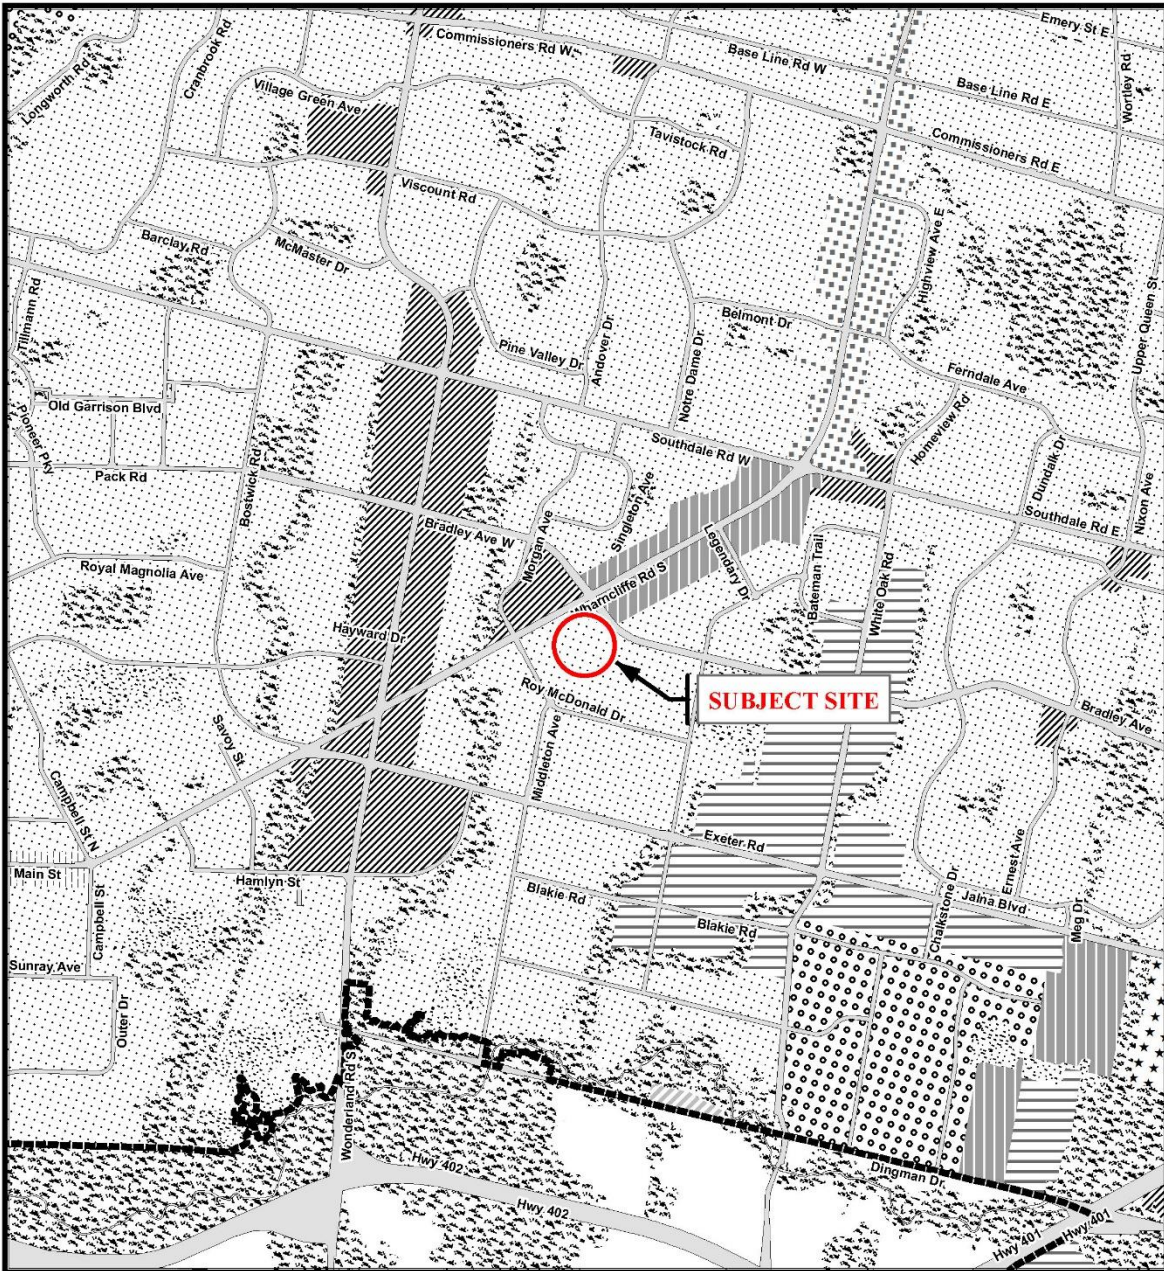 Emery St E
Commissioners Rd W
Base Line Rd W
Cranbrook Rd
Longworth Rd
Wortley Rd
Base Line Rd E
Village Green Ave
Tavistock Rd
Commissioners Rd E
Viscount Rd
Barclay Rd
McMaster Dr
Highview Ave E
Tillmann Rd
Upper Queen St
Belmont Dr
Andover Dr
Notre Dame Dr
Pine Valley Dr
Ferndale Ave
Old Garrison Blvd
Homeview Rd
Pioneer Pky
Southdale Rd W
Dundalk Dr
Pack Rd
Bostwick Rd
Singleton Ave
Nixon Ave
Southdale Rd E
Bradley Ave W
Morgan Ave
Legendary Dr
Bateman Trail
Royal Magnolia Ave
White Oak Rd
Wharncliffe Rd S
Hayward Dr
Roy McDonald Dr
SUBJECT SITE
Bradley Ave
Savoy St
Middleton Ave
Campbell St N
Exeter Rd
Main St
Hamlyn St
Ernest Ave
Blakie Rd
Jalna Blvd
Chalkstone Dr
Campbell St
Blakie Rd
Meg Dr
Sunray Ave
Outer Dr
Wonderland Rd S
Hwy 402
Dingman Dr
Hwy 402
Hwy 401
Hwy 401